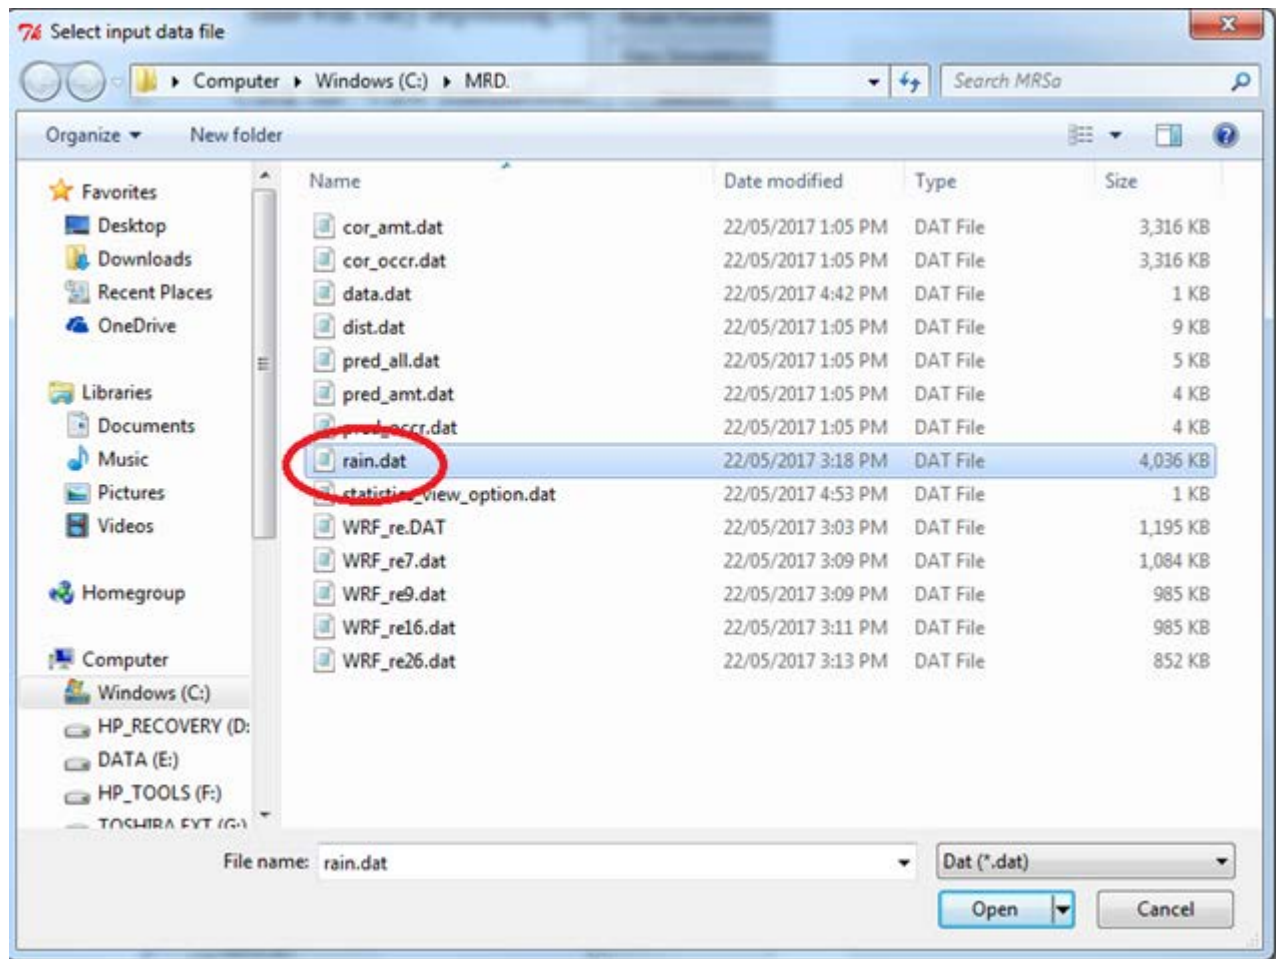 Select input data file
Computer Windows (C:) MRD.
Search MRSa
Organize New folder
Name Date modified Type Size
Favorites
Desktop
Downloads
Recent Places
OneDrive
Libraries
Documents
Music
Pictures
Videos
Homegroup
Computer
Windows (C:)
HP_RECOVERY (D:
DATA (E:)
HP_TOOLS (F:)
TOSHIBA EXT (G:)
cor_amt.dat 22/05/2017 1:05 PM DAT File 3,316 KB
cor_occr.dat 22/05/2017 1:05 PM DAT File 3,316 KB
data.dat 22/05/2017 4:42 PM DAT File 1 KB
dist.dat 22/05/2017 1:05 PM DAT File 9 KB
pred_all.dat 22/05/2017 1:05 PM DAT File 5 KB
pred_amt.dat 22/05/2017 1:05 PM DAT File 4 KB
pred_occr.dat 22/05/2017 1:05 PM DAT File 4 KB
rain.dat 22/05/2017 3:18 PM DAT File 4,036 KB
statistics_view_option.dat 22/05/2017 4:53 PM DAT File 1 KB
WRF_re.DAT 22/05/2017 3:03 PM DAT File 1,195 KB
WRF_re7.dat 22/05/2017 3:09 PM DAT File 1,084 KB
WRF_re9.dat 22/05/2017 3:09 PM DAT File 985 KB
WRF_re16.dat 22/05/2017 3:11 PM DAT File 985 KB
WRF_re26.dat 22/05/2017 3:13 PM DAT File 852 KB
File name: rain.dat Dat (*.dat)
Open Cancel